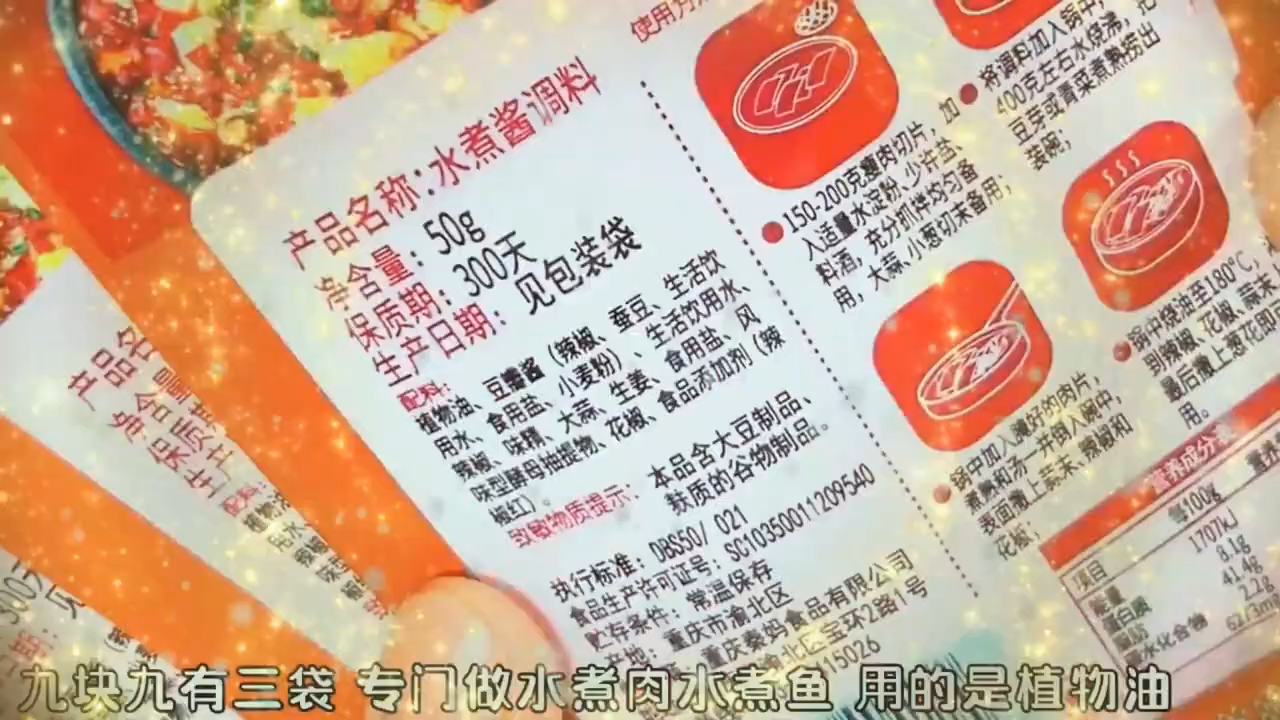 产品名称:水煮酱调料
净含量: 50g
保质期: 300天
生产日期: 见包装袋
配料: 豆瓣酱（辣椒、蚕豆、生活饮
用水、食用盐、小麦粉）、生活饮用水、
植物油、味精、大蒜、生姜、食用盐、风
味型酵母抽提物、花椒、食品添加剂（辣
椒红）。
致敏物质提示: 本品含大豆制品、
麸质的谷物制品。
执行标准: DBS50/ 021
食品生产许可证号: SC10350011209540
贮存条件: 常温保存
重庆市渝北区
重庆秦妈食品有限公司
宝环2路1号
115026
150-200克瘦肉切片，加
入适量水淀粉、少许盐、
料酒，充分抓拌均匀备
用，大蒜、小葱切末备用；
将调料加入锅中，
400克左右水烧沸，把
豆芽或青菜煮熟捞出
装碗；
锅中加入腌好的肉片，
煮熟和汤一并倒入碗中，
表面撒上蒜末、辣椒和
花椒；
锅中烧油至180°C，
到辣椒、花椒、蒜末
最后撒上葱花即
用。
营养成分表
项目
每100g
能量
1707kJ
蛋白质
8.1g
脂肪
41.4g
水化合物
2.2g
九块九有三袋 专门做水煮肉水煮鱼 用的是植物油